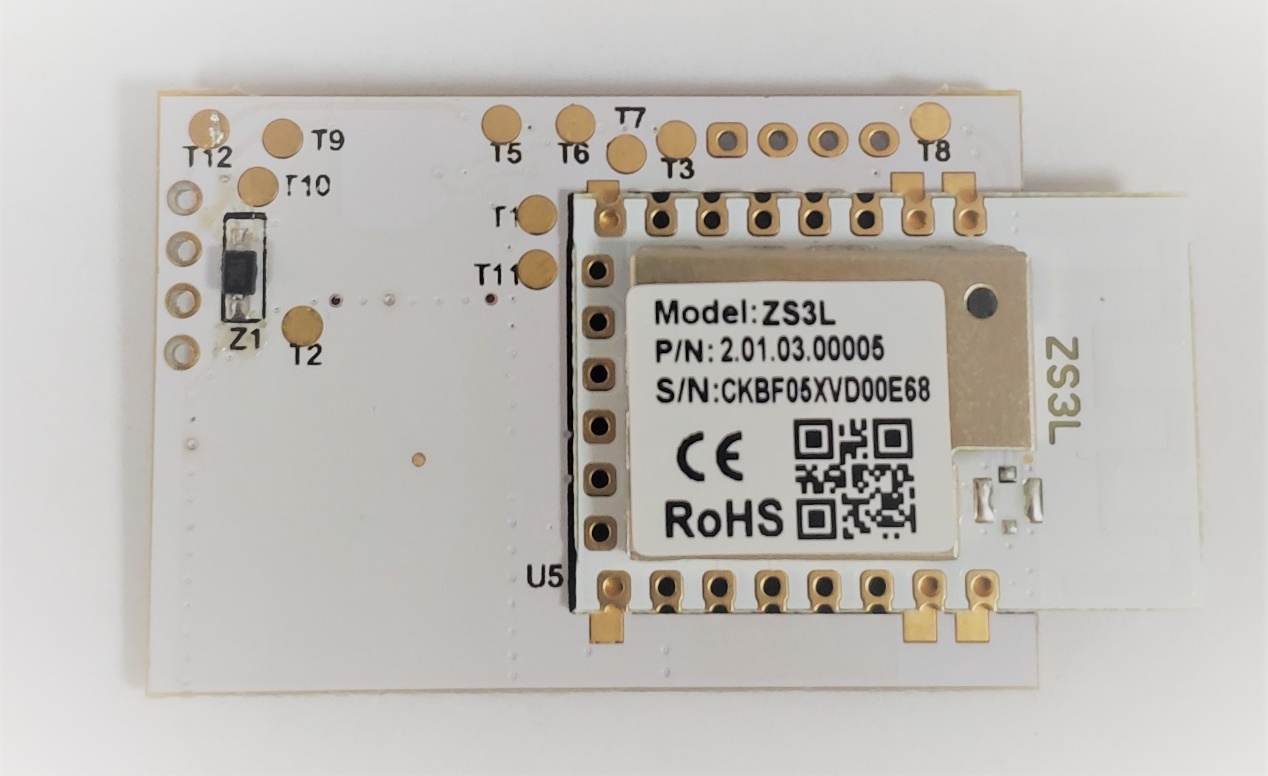 T12
T9
T10
T5
T6
T7
T3
T8
T1
T11
Z1
T2
Model:ZS3L
P/N: 2.01.03.00005
S/N:CKBF05XVD00E68
CE
RoHS
ZS3L
U5